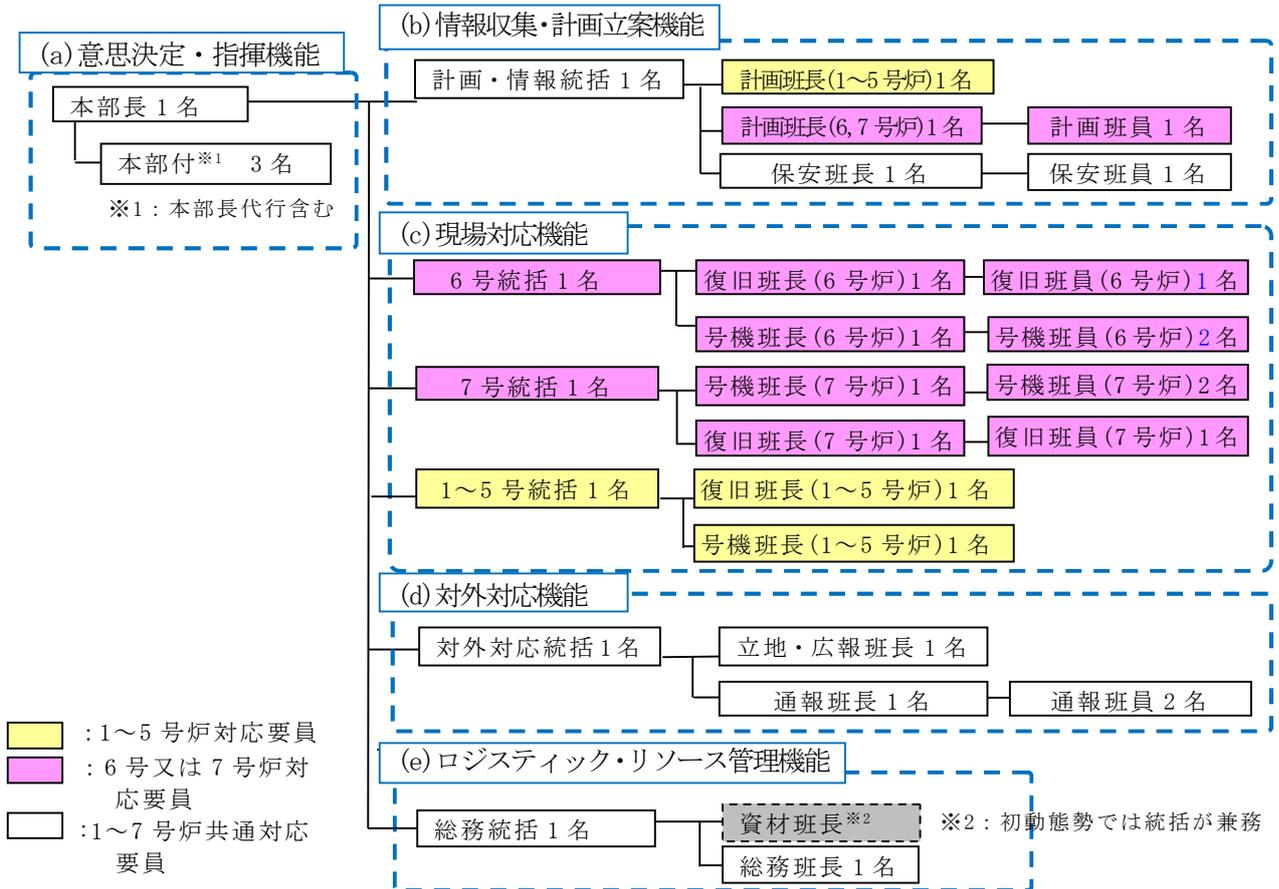 (a)意思決定・指揮機能
本部長 1 名
本部付※1 3 名
※1：本部長代行含む
(b)情報収集・計画立案機能
計画・情報統括 1 名
計画班長(1～5 号炉)1 名
計画班長(6,7 号炉)1 名
計画班員 1 名
保安班長 1 名
保安班員 1 名
(c)現場対応機能
6 号統括 1 名
復旧班長(6 号炉)1 名
復旧班員(6 号炉)1 名
号機班長(6 号炉)1 名
号機班員(6 号炉)2 名
7 号統括 1 名
号機班長(7 号炉)1 名
号機班員(7 号炉)2 名
復旧班長(7 号炉)1 名
復旧班員(7 号炉)1 名
1～5 号統括 1 名
復旧班長(1～5 号炉)1 名
号機班長(1～5 号炉)1 名
(d)対外対応機能
対外対応統括 1 名
立地・広報班長 1 名
通報班長 1 名
通報班員 2 名
(e)ロジスティック・リソース管理機能
総務統括 1 名
資材班長※2
※2：初動態勢では統括が兼務
総務班長 1 名
:1～5 号炉対応要員
:6 号又は 7 号炉対
応要員
:1～7 号炉共通対応
要員